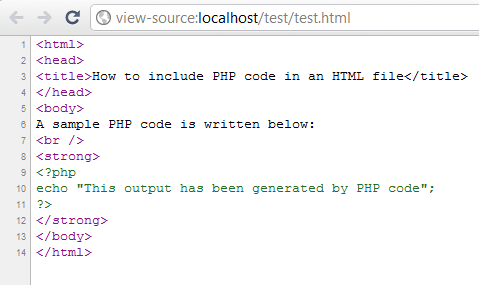 view-source:localhost/test/test.html
1 <html>
2 <head>
3 <title>How to include PHP code in an HTML file</title>
4 </head>
5 <body>
6 A sample PHP code is written below:
7 <br />
8 <strong>
9 <?php
10 echo "This output has been generated by PHP code";
11 ?>
12 </strong>
13 </body>
14 </html>